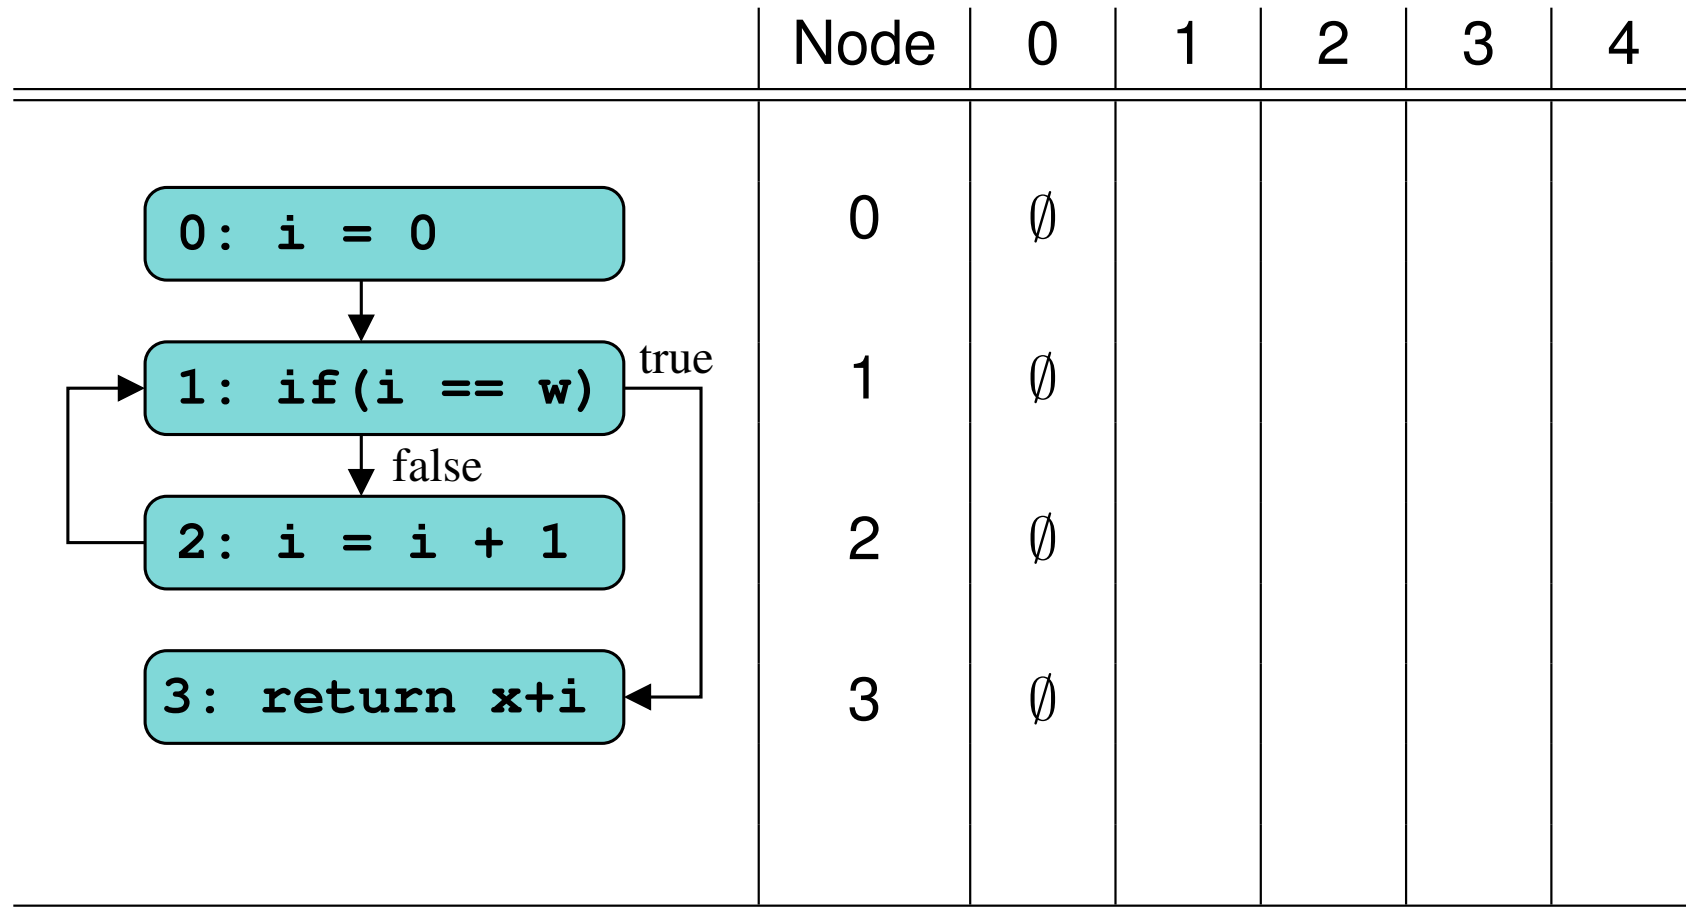 Node 0 1 2 3 4
0: i = 0
0 ∅
true
1: if(i == w)
1 ∅
false
2: i = i + 1
2 ∅
3: return x+i
3 ∅